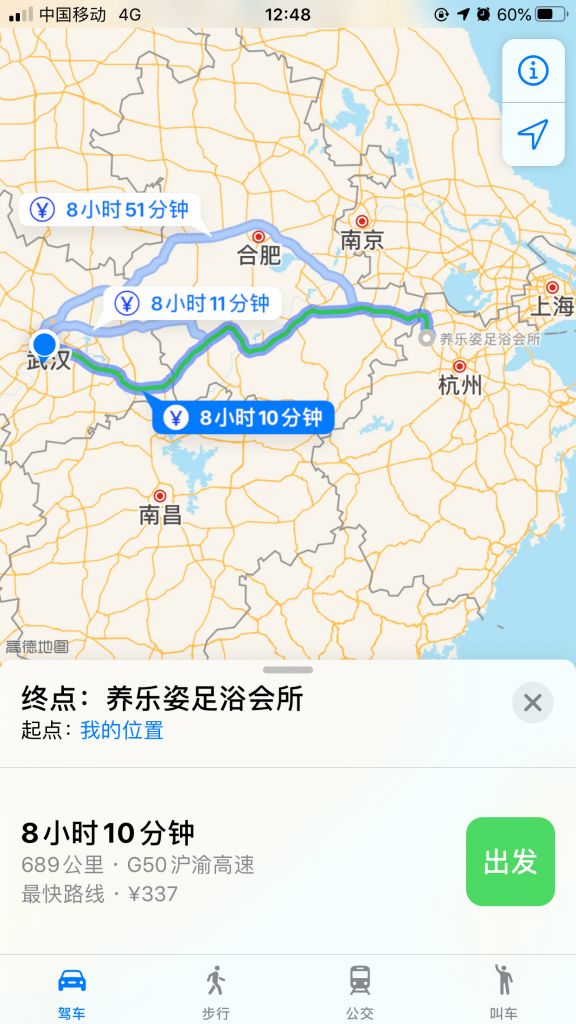 中国移动 4G 12:48 60%
¥ 8小时51分钟
南京
合肥
上海
¥ 8小时11分钟
养乐姿足浴会所
武汉
杭州
¥ 8小时10分钟
南昌
高德地图
终点：养乐姿足浴会所
起点：我的位置
8小时10分钟
689公里 · G50沪渝高速
最快路线 · ¥337
出发
驾车 步行 公交 叫车